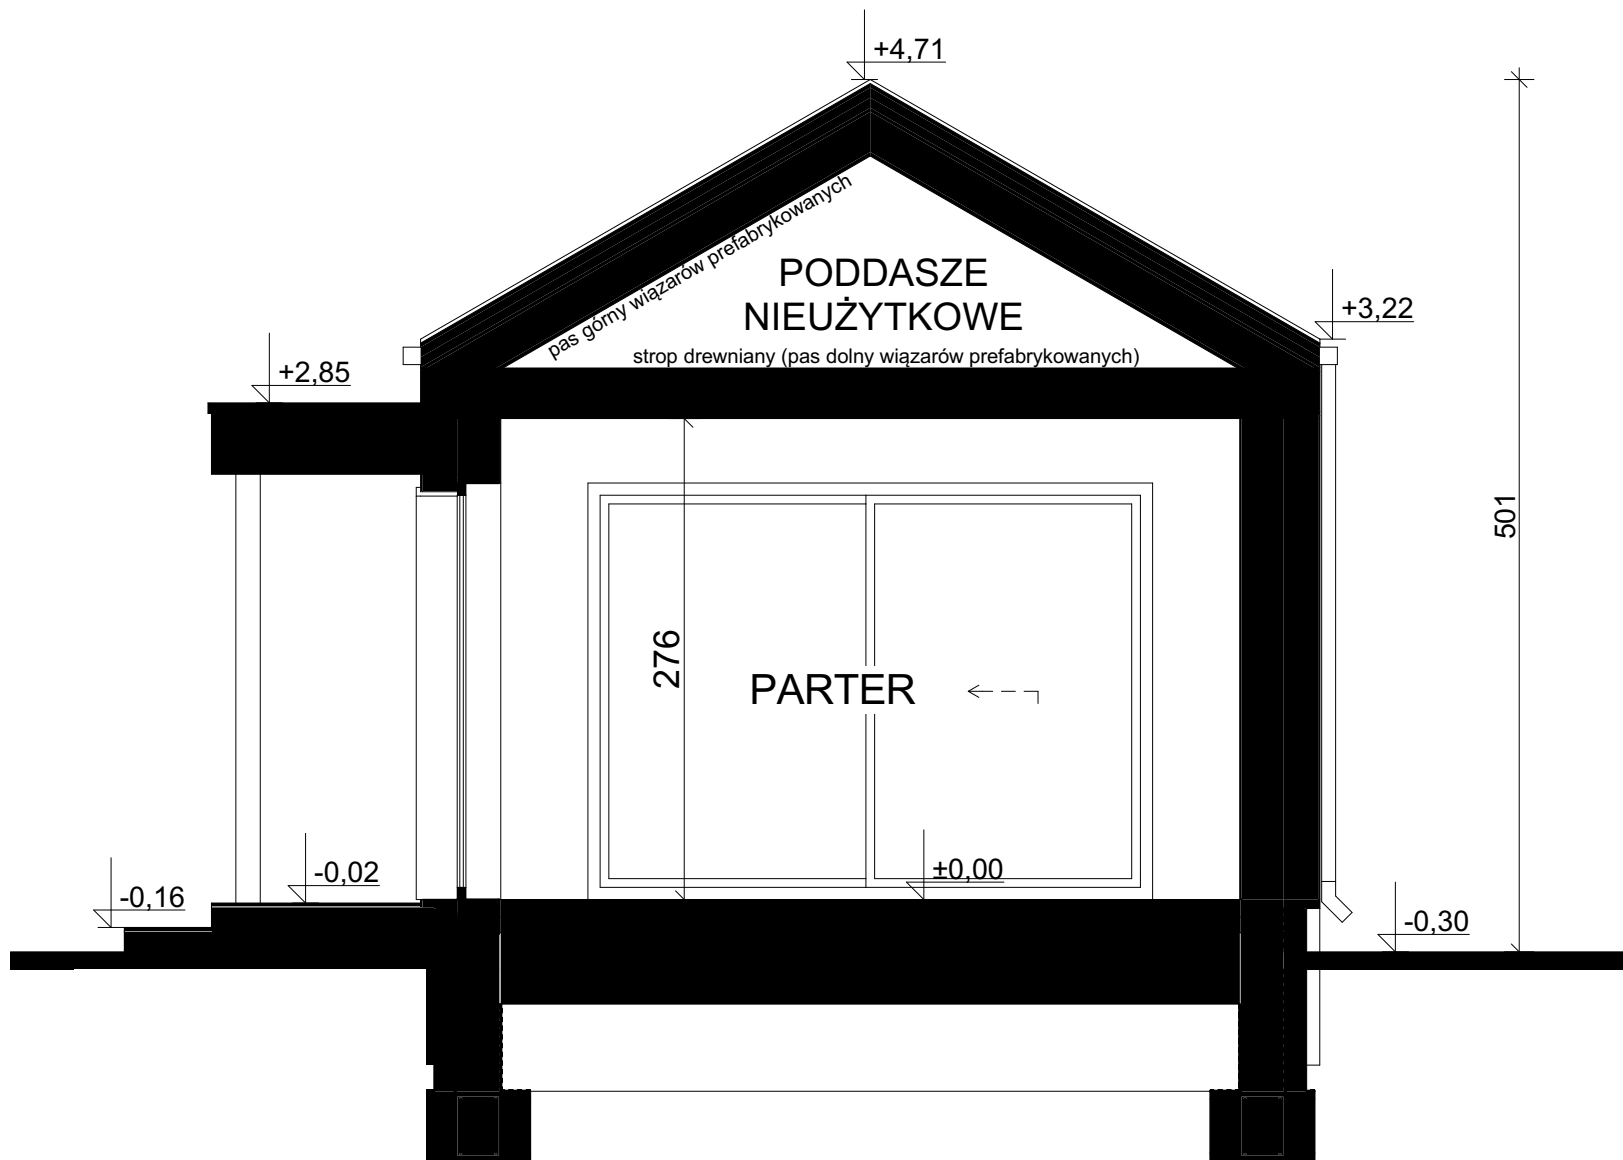 +4,71
pas górny wiązarów prefabrykowanych
PODDASZE
NIEUŻYTKOWE
strop drewniany (pas dolny wiązarów prefabrykowanych)
+3,22
+2,85
501
276
PARTER
±0,00
-0,02
-0,16
-0,30